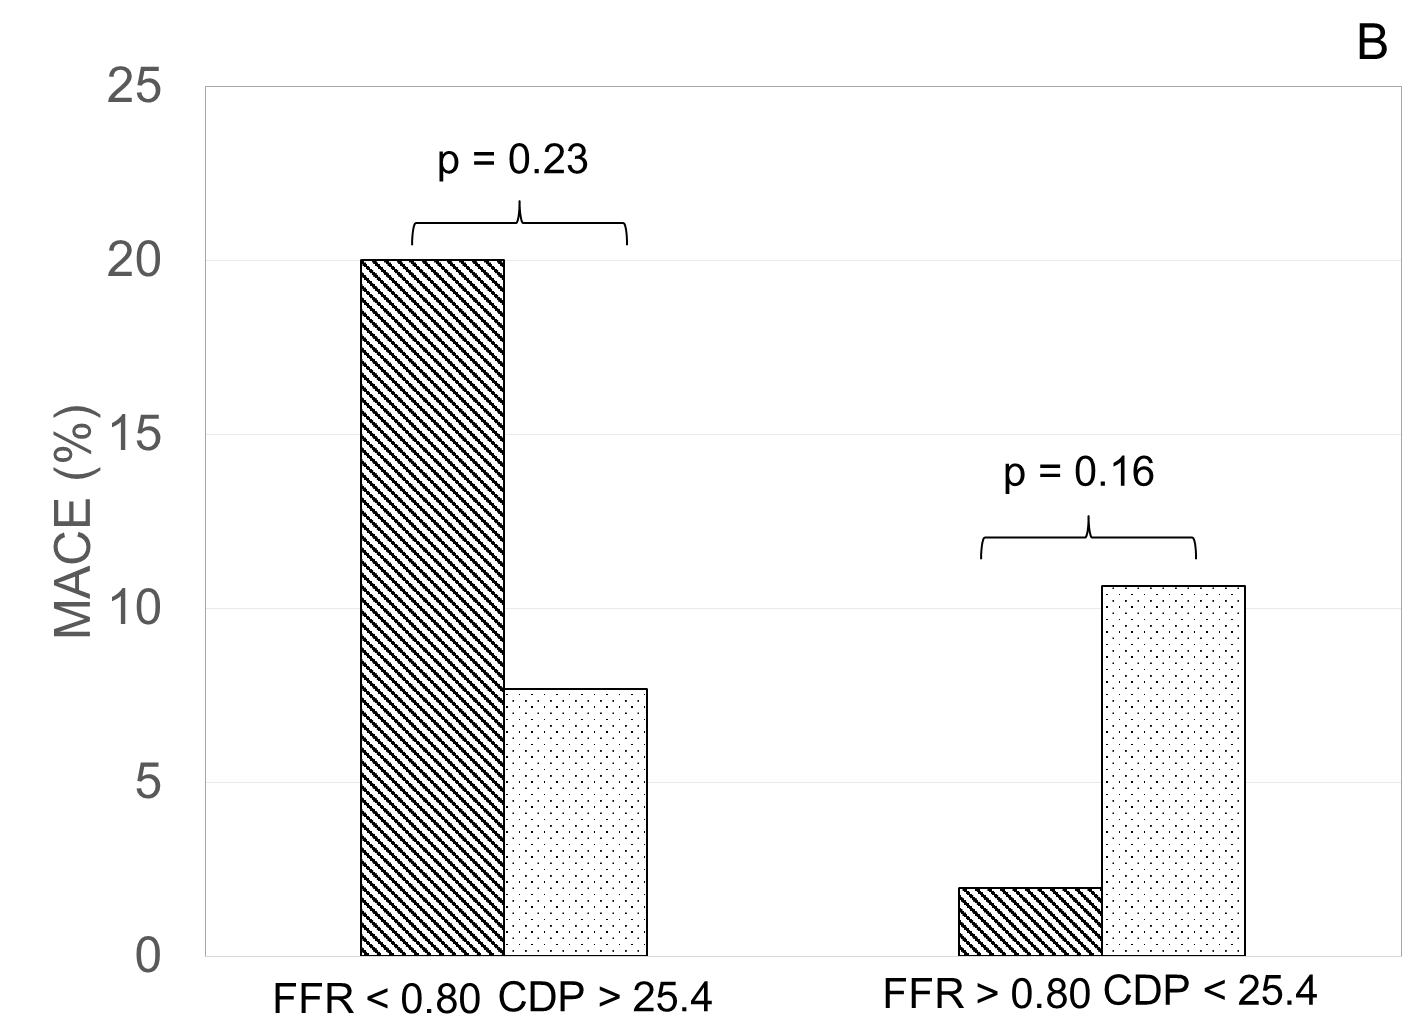 B
25
20
15
10
5
0
MACE (%)
p = 0.23
p = 0.16
FFR < 0.80 CDP > 25.4
FFR > 0.80 CDP < 25.4